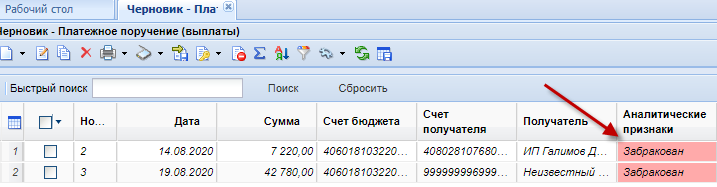 Рабочий стол Черновик - Плат
Черновик - Платежное поручение (выплаты)
Быстрый поиск Поиск Сбросить
Но... Дата Сумма Счет бюджета Счет получателя Получатель Аналитические признаки
1 2 14.08.2020 7 220,00 406018103220... 408028107680... ИП Галимов Д... Забракован
2 3 19.08.2020 42 780,00 406018103220... 999999996999... Неизвестный ... Забракован